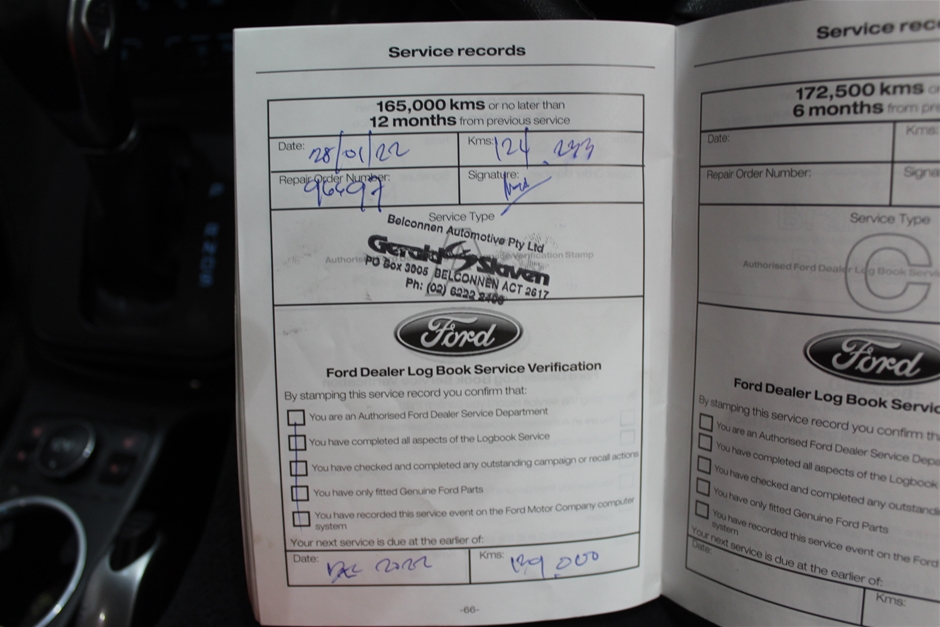 Service records
165,000 kms or no later than
12 months from previous service
Date: 28/01/22 Kms: 124,233
Repair Order Number: Signature:
Service Type
Belconnen Automotive Pty Ltd
Gerald Slaven
PO Box 3005 BELCONNEN ACT 2617
Ph: (02) 6222 2400
Ford
Ford Dealer Log Book Service Verification
By stamping this service record you confirm that:
You are an Authorised Ford Dealer Service Department
You have completed all aspects of the Logbook Service
You have checked and completed any outstanding campaign or recall actions
You have only fitted Genuine Ford Parts
You have recorded this service event on the Ford Motor Company computer
system
Your next service is due at the earlier of:
Date: Dec 2022 Kms: 139,000
-66-
Service rec
172,500 kms o
6 months from pre
Date: Kms:
Repair Order Number: Signa
Service Type
Authorised Ford Dealer Log Book Servi
C
Ford
Ford Dealer Log Book Servic
By stamping this service record you confirm tha
You are an Authorised Ford Dealer Service Depa
You have completed all aspects of the Logbook
You have checked and completed any outstandin
You have only fitted Genuine Ford Parts
You have recorded this service event on the Ford
system
Your next service is due at the earlier of:
Date: Kms: